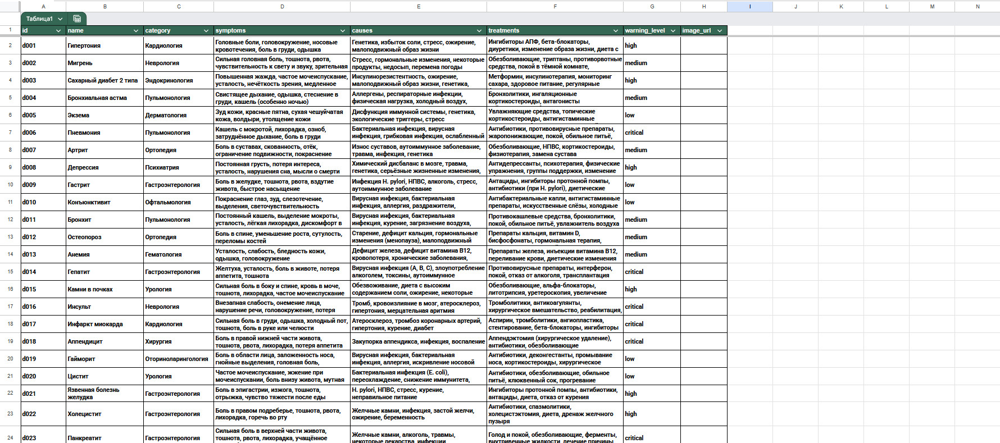 A B C D E F G H I J K L M N
Таблица1
1 id name category symptoms causes treatments warning_level image_url
2 d001 Гипертония Кардиология Головные боли, головокружение, носовые кровотечения, боль в груди, одышка Генетика, избыток соли, стресс, ожирение, малоподвижный образ жизни Ингибиторы АПФ, бета-блокаторы, диуретики, изменение образа жизни, диета с high
3 d002 Мигрень Неврология Сильная головная боль, тошнота, рвота, чувствительность к свету и звуку, зрительная Стресс, гормональные изменения, некоторые продукты, недосып, перемена погоды Обезболивающие, триптаны, противорвотные средства, покой в тёмной комнате, medium
4 d003 Сахарный диабет 2 типа Эндокринология Повышенная жажда, частое мочеиспускание, усталость, нечёткость зрения, медленное Инсулинорезистентность, ожирение, малоподвижный образ жизни, генетика, Метформин, инсулинотерапия, мониторинг сахара, здоровое питание, регулярные high
5 d004 Бронхиальная астма Пульмонология Свистящее дыхание, одышка, стеснение в груди, кашель (особенно ночью) Аллергены, респираторные инфекции, физическая нагрузка, холодный воздух, Бронхолитики, ингаляционные кортикостероиды, антагонисты medium
6 d005 Экзема Дерматология Зуд кожи, красные пятна, сухая чешуйчатая кожа, волдыри, утолщение кожи Дисфункция иммунной системы, генетика, экологические триггеры, стресс Увлажняющие средства, топические кортикостероиды, антигистаминные low
7 d006 Пневмония Пульмонология Кашель с мокротой, лихорадка, озноб, затруднённое дыхание, боль в груди Бактериальная инфекция, вирусная инфекция, грибковая инфекция, ослабленный Антибиотики, противовирусные препараты, жаропонижающие, покой, обильное питьё, critical
8 d007 Артрит Ортопедия Боль в суставах, скованность, отёк, ограничение подвижности, покраснение Износ суставов, аутоиммунное заболевание, травма, инфекция, генетика Обезболивающие, НПВС, кортикостероиды, физиотерапия, замена сустава medium
9 d008 Депрессия Психиатрия Постоянная грусть, потеря интереса, усталость, нарушения сна, мысли о смерти Химический дисбаланс в мозге, травма, генетика, серьёзные жизненные изменения, Антидепрессанты, психотерапия, физические упражнения, группы поддержки, изменение high
10 d009 Гастрит Гастроэнтерология Боль в желудке, тошнота, рвота, вздутие живота, быстрое насыщение Инфекция H. pylori, НПВС, алкоголь, стресс, аутоиммунное заболевание Антациды, ингибиторы протонной помпы, антибиотики (при H. pylori), диетические low
11 d010 Конъюнктивит Офтальмология Покраснение глаз, зуд, слезотечение, выделения, светочувствительность Вирусная инфекция, бактериальная инфекция, аллергия, раздражители, Антибактериальные капли, антигистаминные препараты, искусственные слёзы, холодные low
12 d011 Бронхит Пульмонология Постоянный кашель, выделение мокроты, усталость, лёгкая лихорадка, дискомфорт в Вирусная инфекция, бактериальная инфекция, курение, загрязнение воздуха, Противокашлевые средства, бронхолитики, покой, обильное питьё, увлажнитель воздуха medium
13 d012 Остеопороз Ортопедия Боль в спине, уменьшение роста, сутулость, переломы костей Старение, дефицит кальция, гормональные изменения (менопауза), малоподвижный Препараты кальция, витамин D, бисфосфонаты, гормональная терапия, medium
14 d013 Анемия Гематология Усталость, слабость, бледность кожи, одышка, головокружение Дефицит железа, дефицит витамина B12, кровопотеря, хронические заболевания, Препараты железа, инъекции витамина B12, переливание крови, диетические изменения medium
15 d014 Гепатит Гастроэнтерология Желтуха, усталость, боль в животе, потеря аппетита, тошнота Вирусная инфекция (A, B, C), злоупотребление алкоголем, токсины, аутоиммунное Противовирусные препараты, интерферон, покой, отказ от алкоголя, трансплантация critical
16 d015 Камни в почках Урология Сильная боль в боку и спине, кровь в моче, тошнота, лихорадка, частое мочеиспускание Обезвоживание, диета с высоким содержанием соли, ожирение, некоторые Обезболивающие, альфа-блокаторы, литотрипсия, уретероскопия, увеличение high
17 d016 Инсульт Неврология Внезапная слабость, онемение лица, нарушение речи, головокружение, потеря Тромб, кровоизлияние в мозг, атеросклероз, гипертония, мерцательная аритмия Тромболитики, антикоагулянты, хирургическое вмешательство, реабилитация, critical
18 d017 Инфаркт миокарда Кардиология Сильная боль в груди, одышка, холодный пот, тошнота, боль в руке или челюсти Атеросклероз, тромбоз коронарных артерий, гипертония, курение, диабет Аспирин, тромболитики, ангиопластика, стентирование, бета-блокаторы, ингибиторы critical
19 d018 Аппендицит Хирургия Боль в правой нижней части живота, тошнота, рвота, лихорадка, потеря аппетита Закупорка аппендикса, инфекция, воспаление Аппендэктомия (хирургическое удаление), антибиотики, обезболивающие critical
20 d019 Гайморит Оториноларингология Боль в области лица, заложенность носа, гнойные выделения, головная боль, Вирусная инфекция, бактериальная инфекция, аллергия, искривление носовой Антибиотики, деконгестанты, промывание носа, кортикостероиды, хирургическое low
21 d020 Цистит Урология Частое мочеиспускание, жжение при мочеиспускании, боль внизу живота, мутная Бактериальная инфекция (E. coli), переохлаждение, снижение иммунитета, Антибиотики, обезболивающие, обильное питьё, клюквенный сок, прогревание low
22 d021 Язвенная болезнь желудка Гастроэнтерология Боль в эпигастрии, изжога, тошнота, отрыжка, чувство тяжести после еды H. pylori, НПВС, стресс, курение, неправильное питание Ингибиторы протонной помпы, антибиотики, антациды, диета, отказ от курения high
23 d022 Холецистит Гастроэнтерология Боль в правом подреберье, тошнота, рвота, лихорадка, горечь во рту Желчные камни, инфекция, застой желчи, ожирение, беременность Антибиотики, спазмолитики, холецистэктомия, диета, дренаж желчного пузыря high
24 d023 Панкреатит Гастроэнтерология Сильная боль в верхней части живота, тошнота, рвота, лихорадка, учащённое Желчные камни, алкоголь, травмы, некоторые лекарства, инфекции Голод и покой, обезболивающие, ферменты, внутривенные жидкости, лечение причины critical